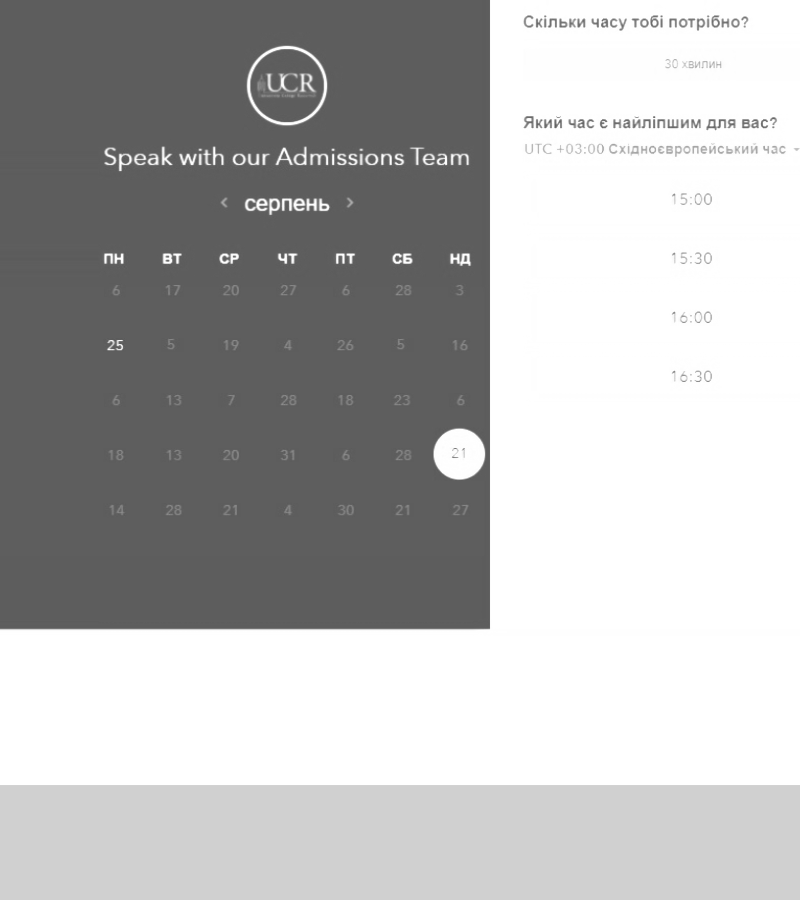 UCR
Speak with our Admissions Team
серпень
ПН ВТ СР ЧТ ПТ СБ НД
6 17 20 27 6 28 3
25 5 19 4 26 5 16
6 13 7 28 18 23 6
18 13 20 31 6 28 21
14 28 21 4 30 21 27
Скільки часу тобі потрібно?
30 хвилин
Який час є найліпшим для вас?
UTC +03:00 Східноєвропейський час
15:00
15:30
16:00
16:30